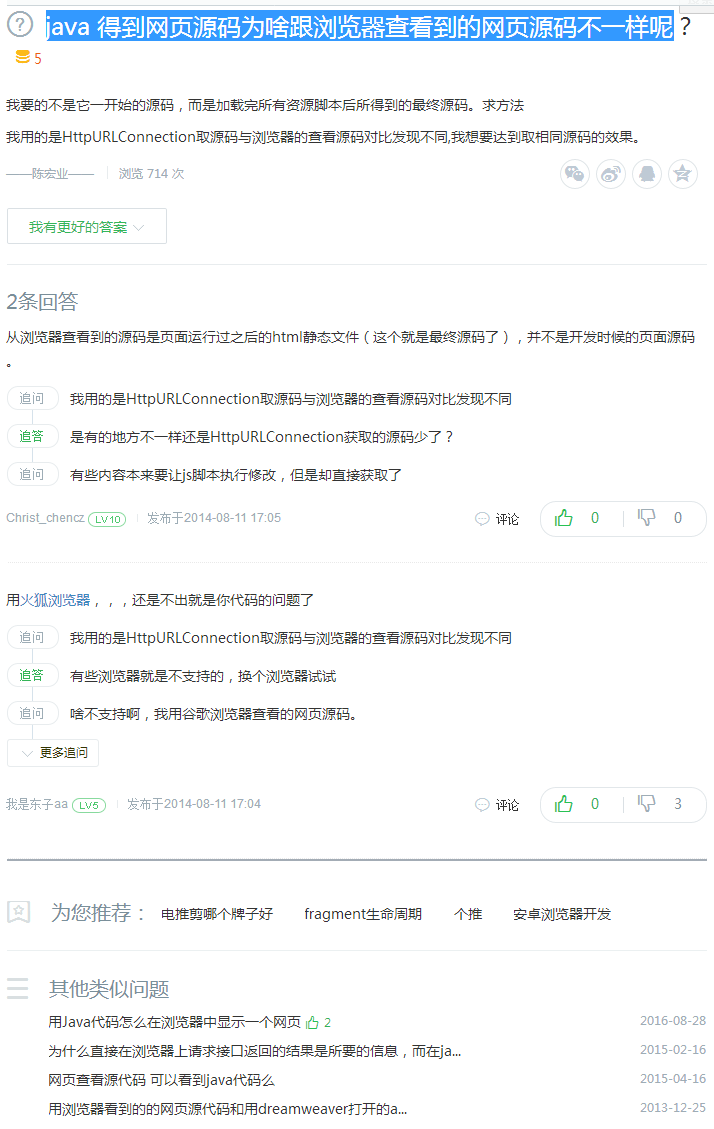 java 得到网页源码为啥跟浏览器查看到的网页源码不一样呢？
5
我要的不是它一开始的源码，而是加载完所有资源脚本后所得到的最终源码。求方法
我用的是HttpURLConnection取源码与浏览器的查看源码对比发现不同,我想要达到取相同源码的效果。
——陈宏业—— 浏览 714 次
我有更好的答案
2条回答
从浏览器查看到的源码是页面运行过之后的html静态文件（这个就是最终源码了），并不是开发时候的页面源码
。
追问 我用的是HttpURLConnection取源码与浏览器的查看源码对比发现不同
追答 是有的地方不一样还是HttpURLConnection获取的源码少了？
追问 有些内容本来要让js脚本执行修改，但是却直接获取了
Christ_chencz LV10 发布于2014-08-11 17:05 评论 0 0
用火狐浏览器，，，还是不出就是你代码的问题了
追问 我用的是HttpURLConnection取源码与浏览器的查看源码对比发现不同
追答 有些浏览器就是不支持的，换个浏览器试试
追问 啥不支持啊，我用谷歌浏览器查看的网页源码。
更多追问
我是东子aa LV5 发布于2014-08-11 17:04 评论 0 3
为您推荐： 电推剪哪个牌子好 fragment生命周期 个推 安卓浏览器开发
其他类似问题
用Java代码怎么在浏览器中显示一个网页 2 2016-08-28
为什么直接在浏览器上请求接口返回的结果是所要的信息，而在ja... 2015-02-16
网页查看源代码 可以看到java代码么 2015-04-16
用浏览器看到的的网页源代码和用dreamweaver打开的a... 2013-12-25